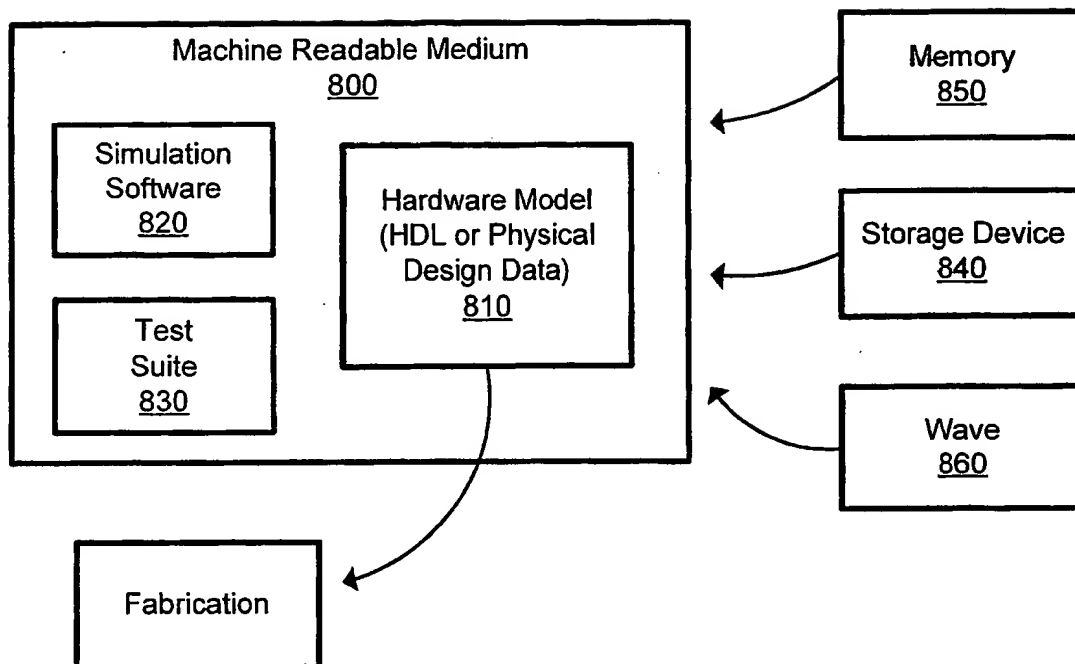 Machine Readable Medium
800
Simulation
Software
820
Test
Suite
830
Hardware Model
(HDL or Physical
Design Data)
810
Memory
850
Storage Device
840
Wave
860
Fabrication